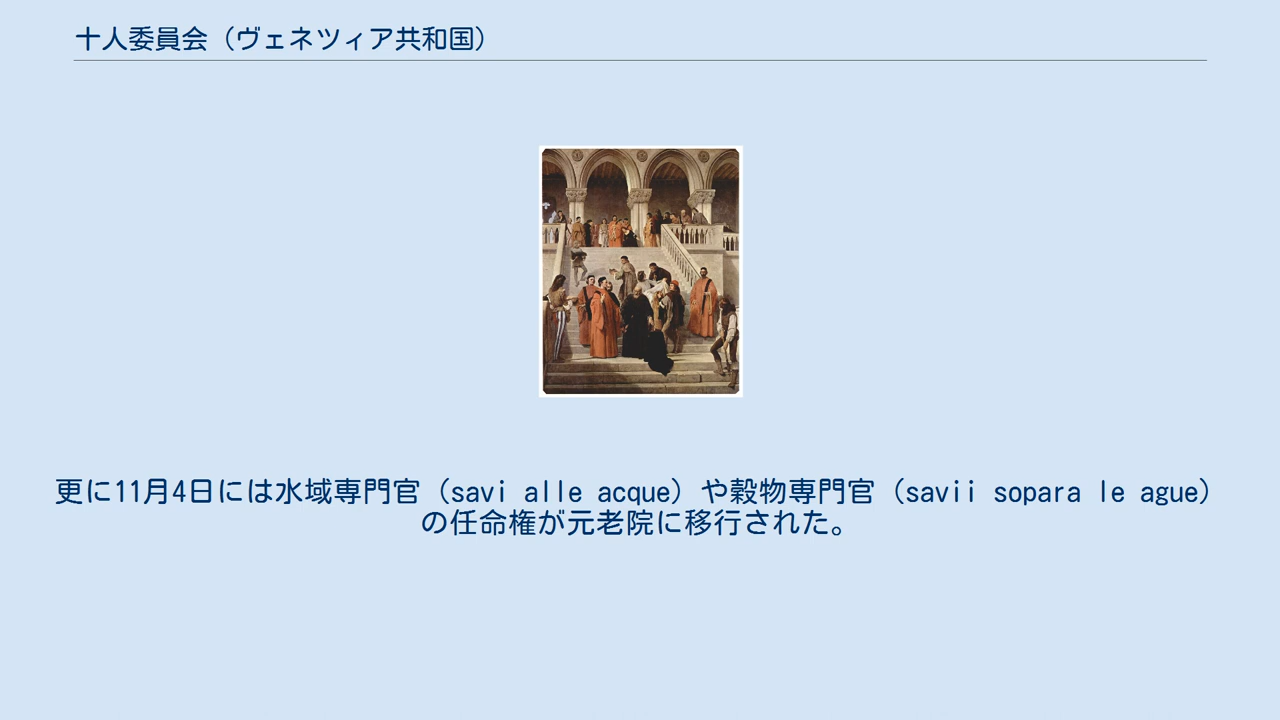 十人委員会（ヴェネツィア共和国）
更に11月4日には水域専門官（savi alle acque）や穀物専門官（savii sopara le ague）
の任命権が元老院に移行された。